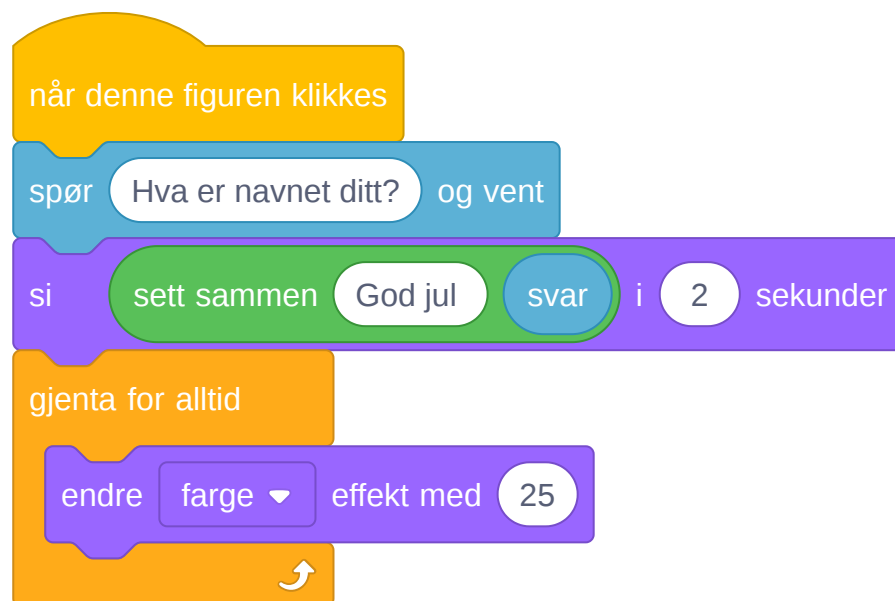 når denne figuren klikkes
spør Hva er navnet ditt? og vent
si sett sammen God jul svar i 2 sekunder
gjenta for alltid
endre farge effekt med 25